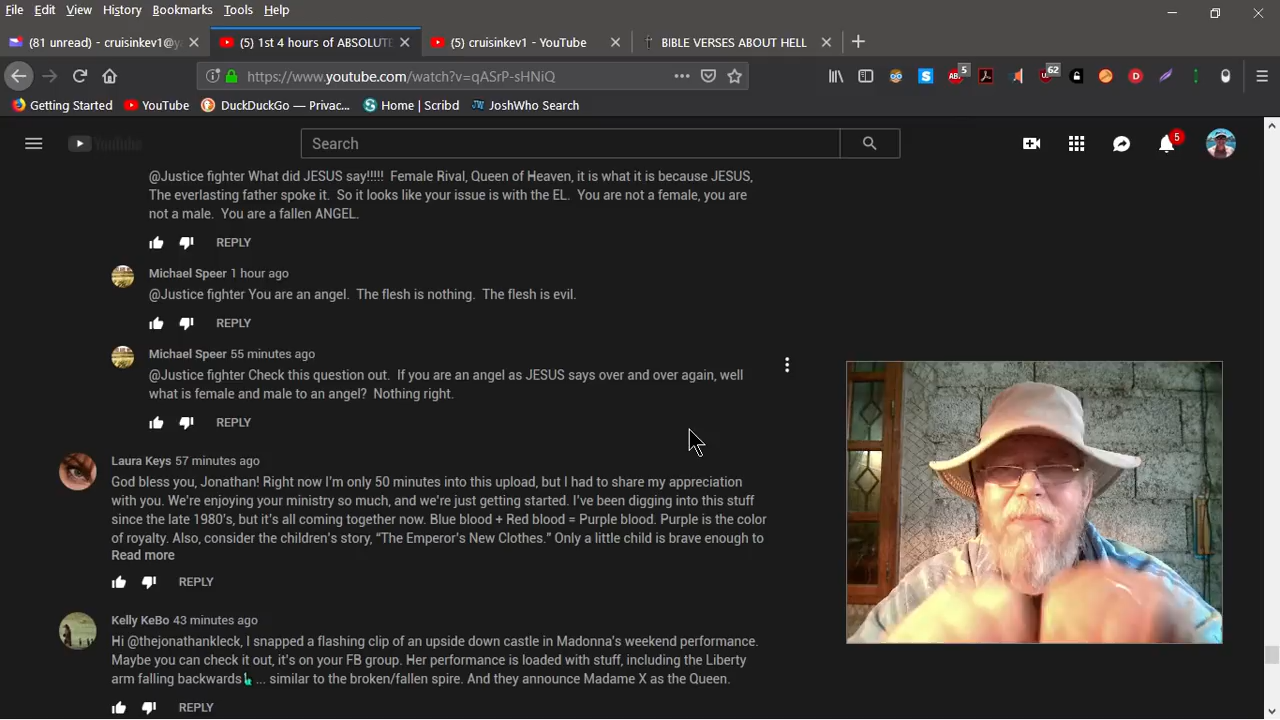 File Edit View History Bookmarks Tools Help
(81 unread) - cruisinkev1@y
(5) 1st 4 hours of ABSOLUTE
(5) cruisinkev1 - YouTube
BIBLE VERSES ABOUT HELL
https://www.youtube.com/watch?v=qASrP-sHNiQ
5
62
Getting Started YouTube DuckDuckGo — Privac... Home | Scribd JoshWho Search
YouTube
Search
5
@Justice fighter What did JESUS say!!!!! Female Rival, Queen of Heaven, it is what it is because JESUS,
The everlasting father spoke it. So it looks like your issue is with the EL. You are not a female, you are
not a male. You are a fallen ANGEL.
REPLY
Michael Speer 1 hour ago
@Justice fighter You are an angel. The flesh is nothing. The flesh is evil.
REPLY
Michael Speer 55 minutes ago
@Justice fighter Check this question out. If you are an angel as JESUS says over and over again, well
what is female and male to an angel? Nothing right.
REPLY
Laura Keys 57 minutes ago
God bless you, Jonathan! Right now I'm only 50 minutes into this upload, but I had to share my appreciation
with you. We're enjoying your ministry so much, and we're just getting started. I've been digging into this stuff
since the late 1980's, but it's all coming together now. Blue blood + Red blood = Purple blood. Purple is the color
of royalty. Also, consider the children's story, “The Emperor's New Clothes.” Only a little child is brave enough to
Read more
REPLY
Kelly KeBo 43 minutes ago
Hi @thejonathankleck, I snapped a flashing clip of an upside down castle in Madonna's weekend performance.
Maybe you can check it out, it's on your FB group. Her performance is loaded with stuff, including the Liberty
arm falling backwards ... similar to the broken/fallen spire. And they announce Madame X as the Queen.
REPLY